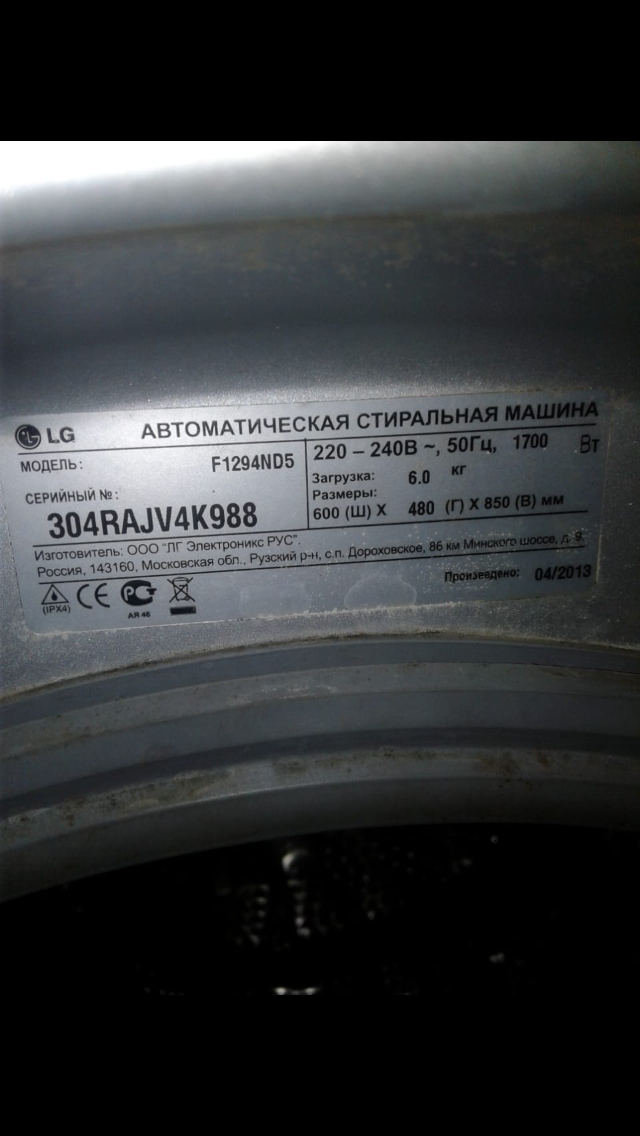 LG АВТОМАТИЧЕСКАЯ СТИРАЛЬНАЯ МАШИНА
МОДЕЛЬ: F1294ND5
220 – 240В ~, 50Гц, 1700 Вт
Загрузка: 6.0 кг
СЕРИЙНЫЙ №:
Размеры:
304RAJV4K988
600 (Ш) X 480 (Г) X 850 (В) мм
Изготовитель: ООО "ЛГ Электроникс РУС".
Россия, 143160, Московская обл., Рузский р-н, с.п. Дороховское, 86 км Минского шоссе, д. 9.
Произведено: 04/2013
(IPX4) CE РС
АЯ 46